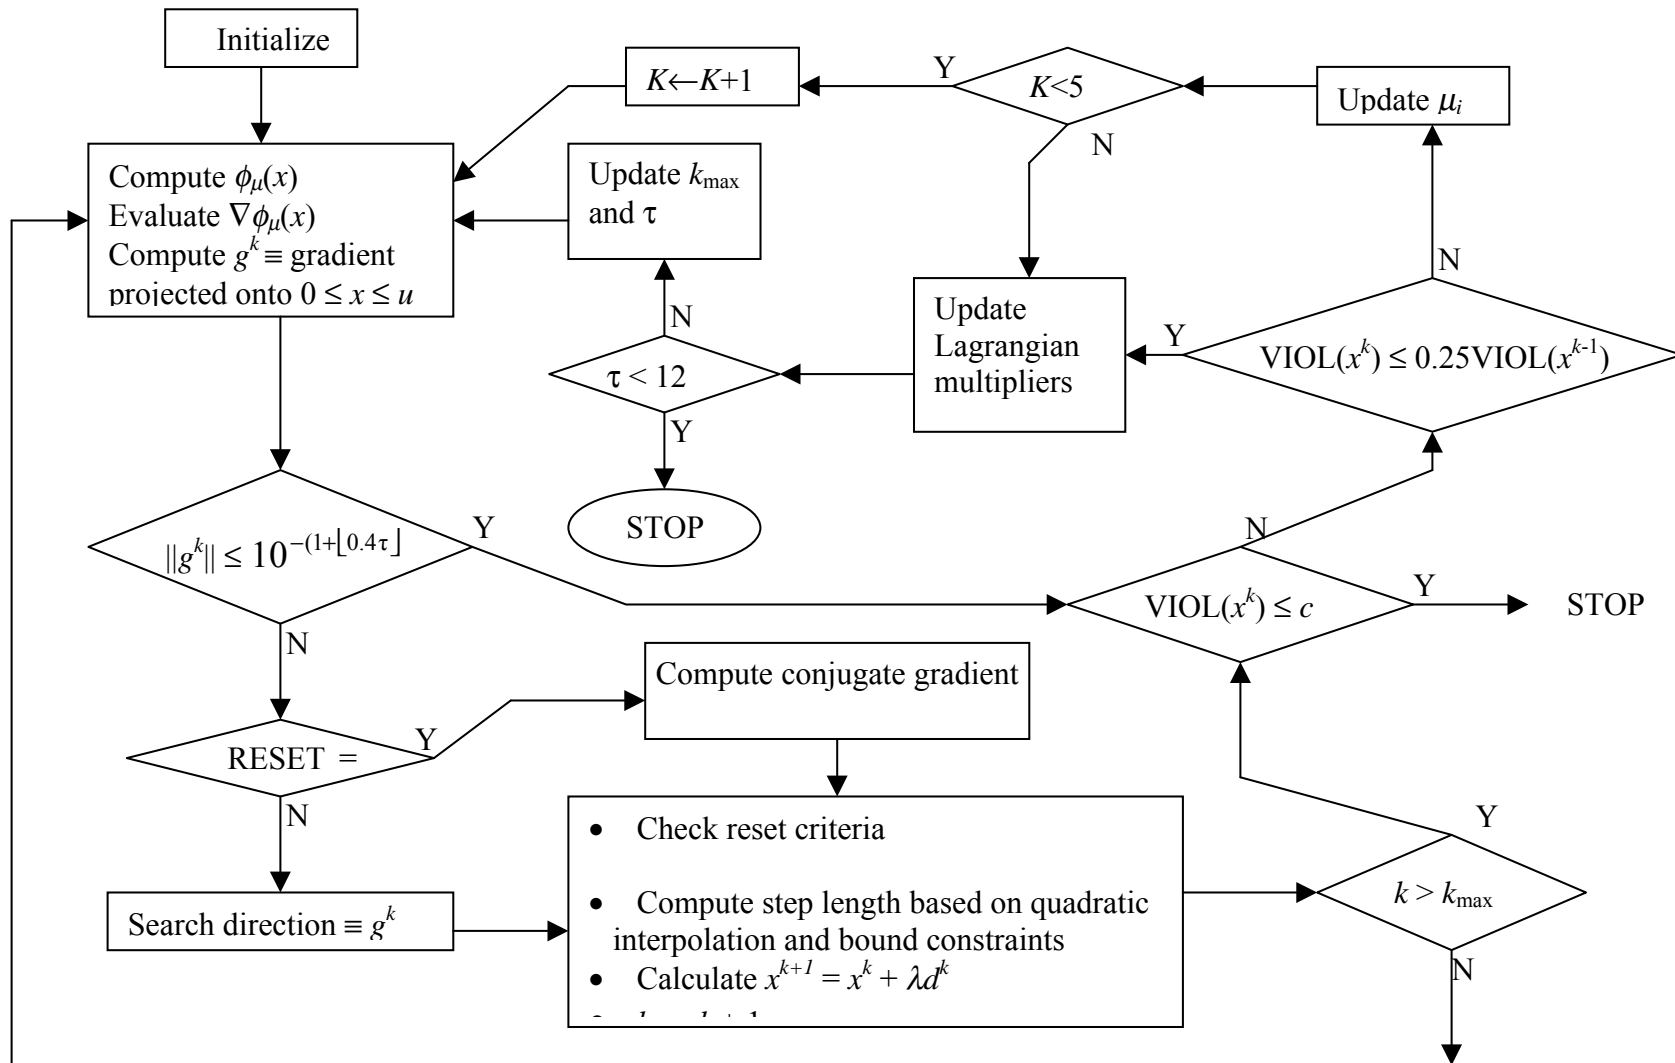 Initialize
K←K+1
Y
K<5
N
Update μi
Compute ϕμ(x)
Evaluate ∇ϕμ(x)
Compute g^k ≡ gradient
projected onto 0 ≤ x ≤ u
Update kmax
and τ
N
τ < 12
Y
STOP
Update
Lagrangian
multipliers
Y
N
VIOL(x^k) ≤ 0.25VIOL(x^k-1)
||g^k|| ≤ 10^−(1+⌊0.4τ⌋
Y
N
N
VIOL(x^k) ≤ c
Y
STOP
Compute conjugate gradient
RESET =
Y
N
Search direction ≡ g^k
• Check reset criteria
• Compute step length based on quadratic
interpolation and bound constraints
• Calculate x^k+1 = x^k + λd^k
Y
k > kmax
N